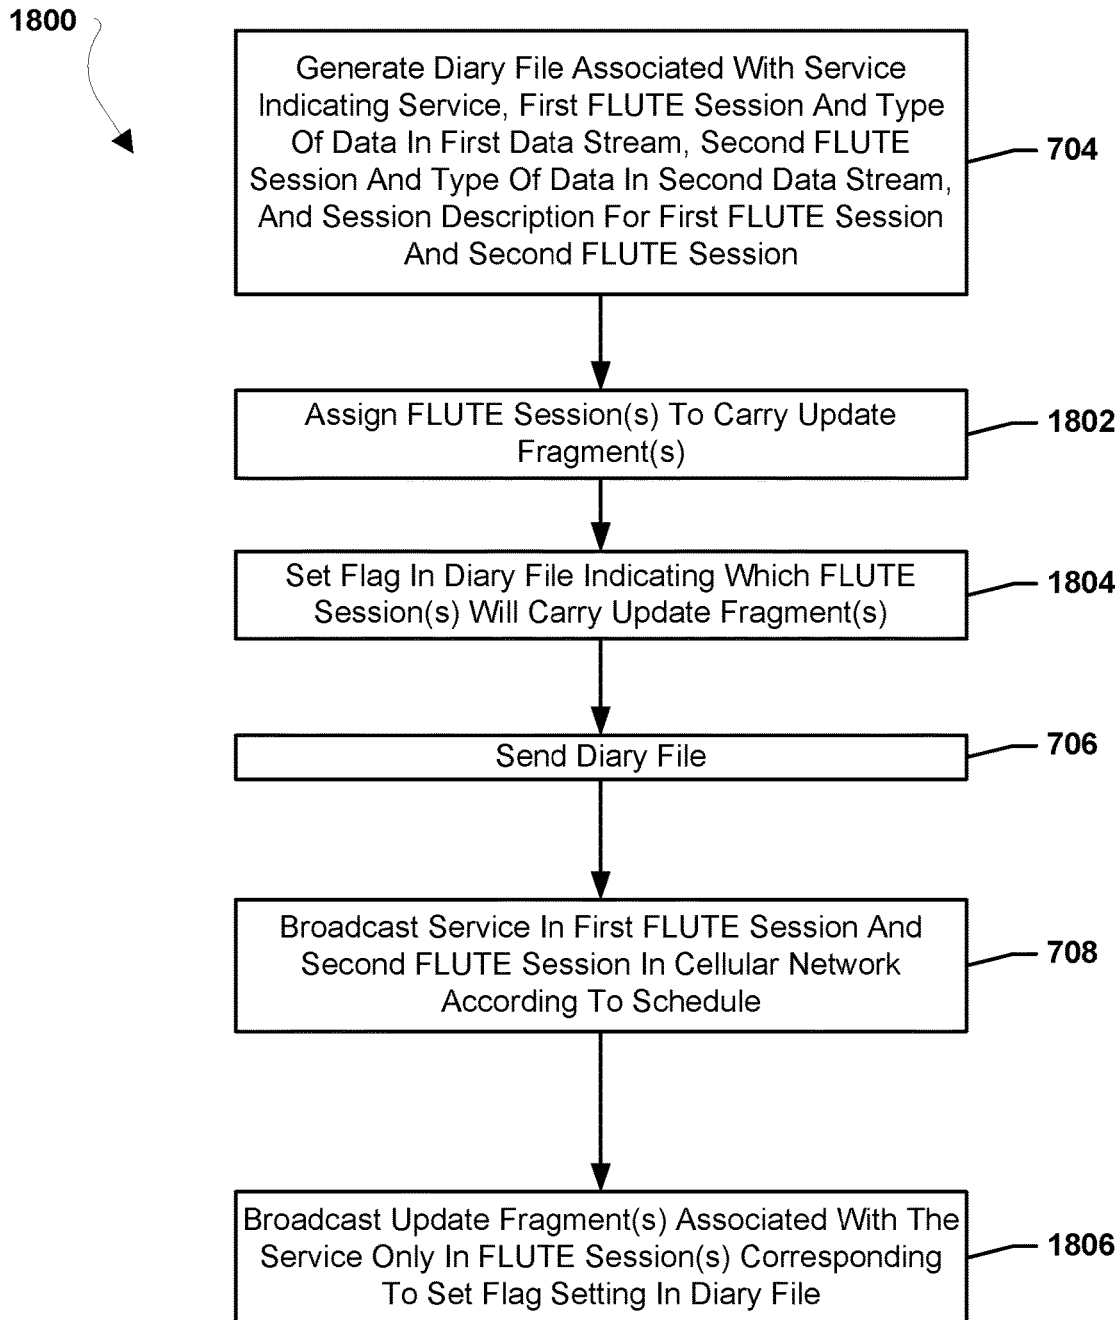 1800
Generate Diary File Associated With Service
Indicating Service, First FLUTE Session And Type
Of Data In First Data Stream, Second FLUTE
Session And Type Of Data In Second Data Stream,
And Session Description For First FLUTE Session
And Second FLUTE Session
704
Assign FLUTE Session(s) To Carry Update
Fragment(s)
1802
Set Flag In Diary File Indicating Which FLUTE
Session(s) Will Carry Update Fragment(s)
1804
Send Diary File
706
Broadcast Service In First FLUTE Session And
Second FLUTE Session In Cellular Network
According To Schedule
708
Broadcast Update Fragment(s) Associated With The
Service Only In FLUTE Session(s) Corresponding
To Set Flag Setting In Diary File
1806